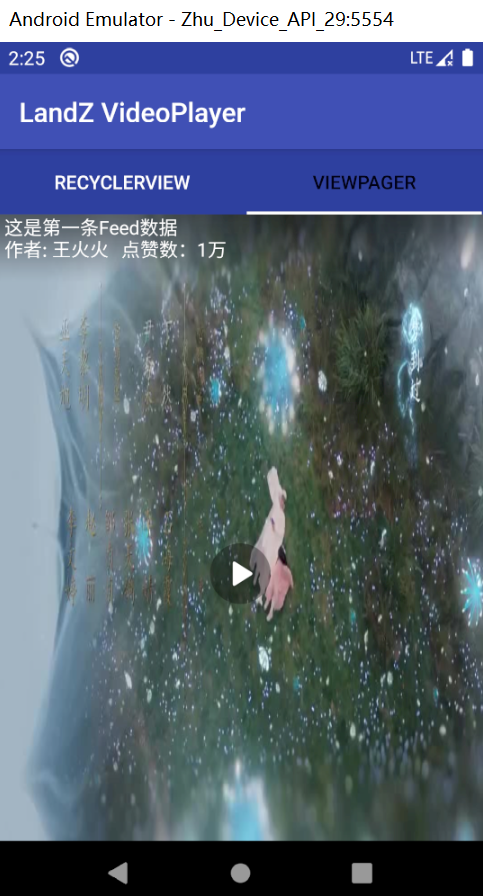 Android Emulator - Zhu_Device_API_29:5554
2:25 LTE
LandZ VideoPlayer
RECYCLERVIEW VIEWPAGER
这是第一条Feed数据
作者: 王火火 点赞数：1万